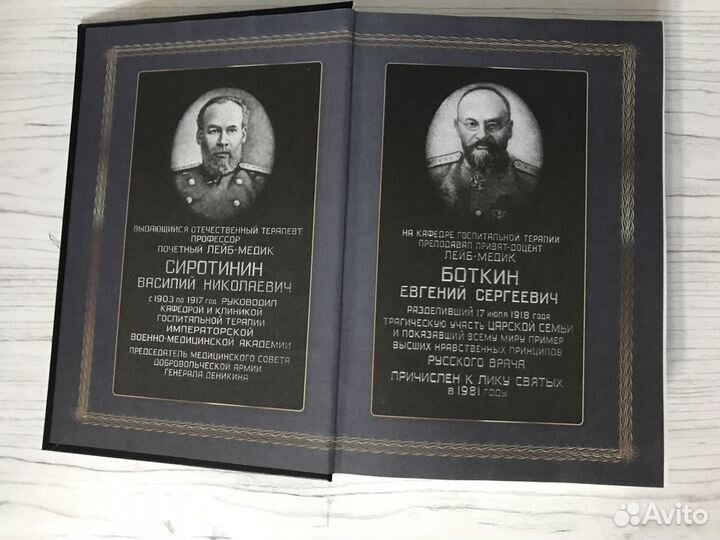 ВЫДАЮЩИЙСЯ ОТЕЧЕСТВЕННЫЙ ТЕРАПЕВТ,
ПРОФЕССОР
ПОЧЕТНЫЙ ЛЕЙБ-МЕДИК
СИРОТИНИН
ВАСИЛИЙ НИКОЛАЕВИЧ
с 1903 по 1917 год РУКОВОДИЛ
КАФЕДРОЙ И КЛИНИКОЙ
ГОСПИТАЛЬНОЙ ТЕРАПИИ
ИМПЕРАТОРСКОЙ
ВОЕННО-МЕДИЦИНСКОЙ АКАДЕМИИ
ПРЕДСЕДАТЕЛЬ МЕДИЦИНСКОГО СОВЕТА
ДОБРОВОЛЬЧЕСКОЙ АРМИИ
ГЕНЕРАЛА ДЕНИКИНА
НА КАФЕДРЕ ГОСПИТАЛЬНОЙ ТЕРАПИИ
ПРЕПОДАВАЛ ПРИВАТ-ДОЦЕНТ
ЛЕЙБ-МЕДИК
БОТКИН
ЕВГЕНИЙ СЕРГЕЕВИЧ
РАЗДЕЛИВШИЙ 17 июля 1918 года
ТРАГИЧЕСКУЮ УЧАСТЬ ЦАРСКОЙ СЕМЬИ
И ПОКАЗАВШИЙ ВСЕМУ МИРУ ПРИМЕР
ВЫСШИХ НРАВСТВЕННЫХ ПРИНЦИПОВ
РУССКОГО ВРАЧА
ПРИЧИСЛЕН К ЛИКУ СВЯТЫХ
в 1981 году
Avito